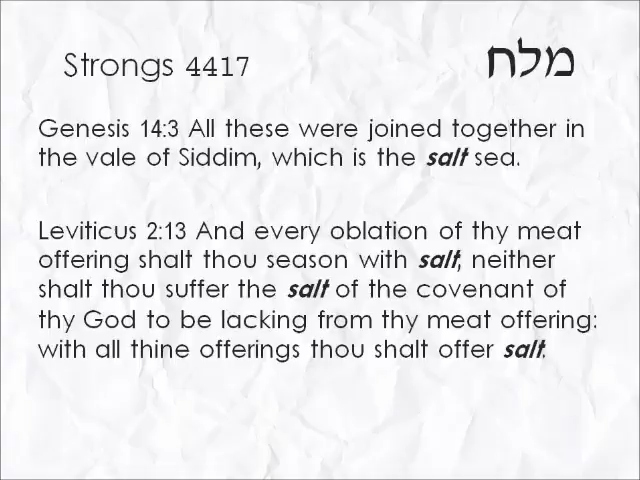 Strongs 4417 מלח
Genesis 14:3 All these were joined together in
the vale of Siddim, which is the salt sea.
Leviticus 2:13 And every oblation of thy meat
offering shalt thou season with salt; neither
shalt thou suffer the salt of the covenant of
thy God to be lacking from thy meat offering:
with all thine offerings thou shalt offer salt.